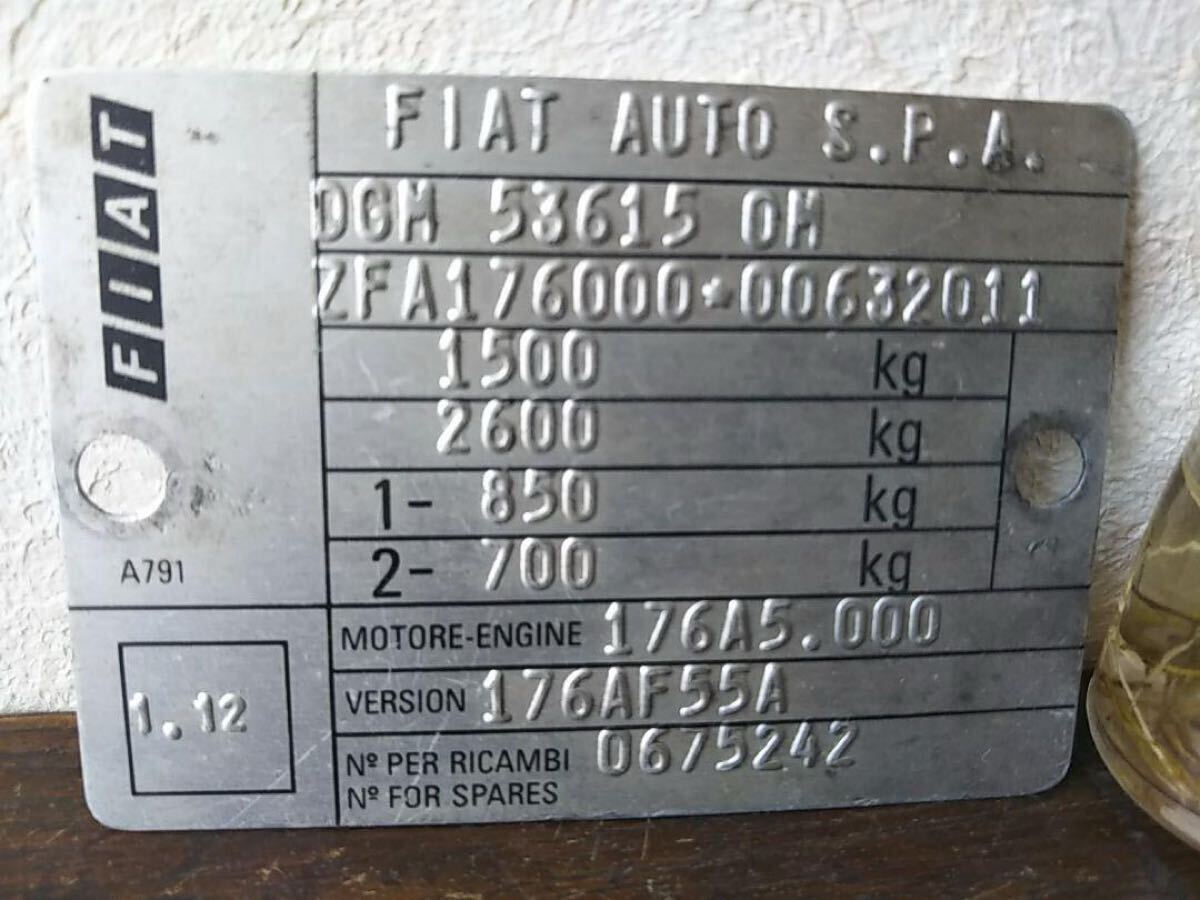 FIAT
FIAT AUTO S.P.A.
DGM 53615 OM
ZFA176000*00632011
1500 kg
2600 kg
1- 850 kg
2- 700 kg
A791
MOTORE-ENGINE 176A5.000
VERSION 176AF55A
1.12
Nº PER RICAMBI 0675242
Nº FOR SPARES